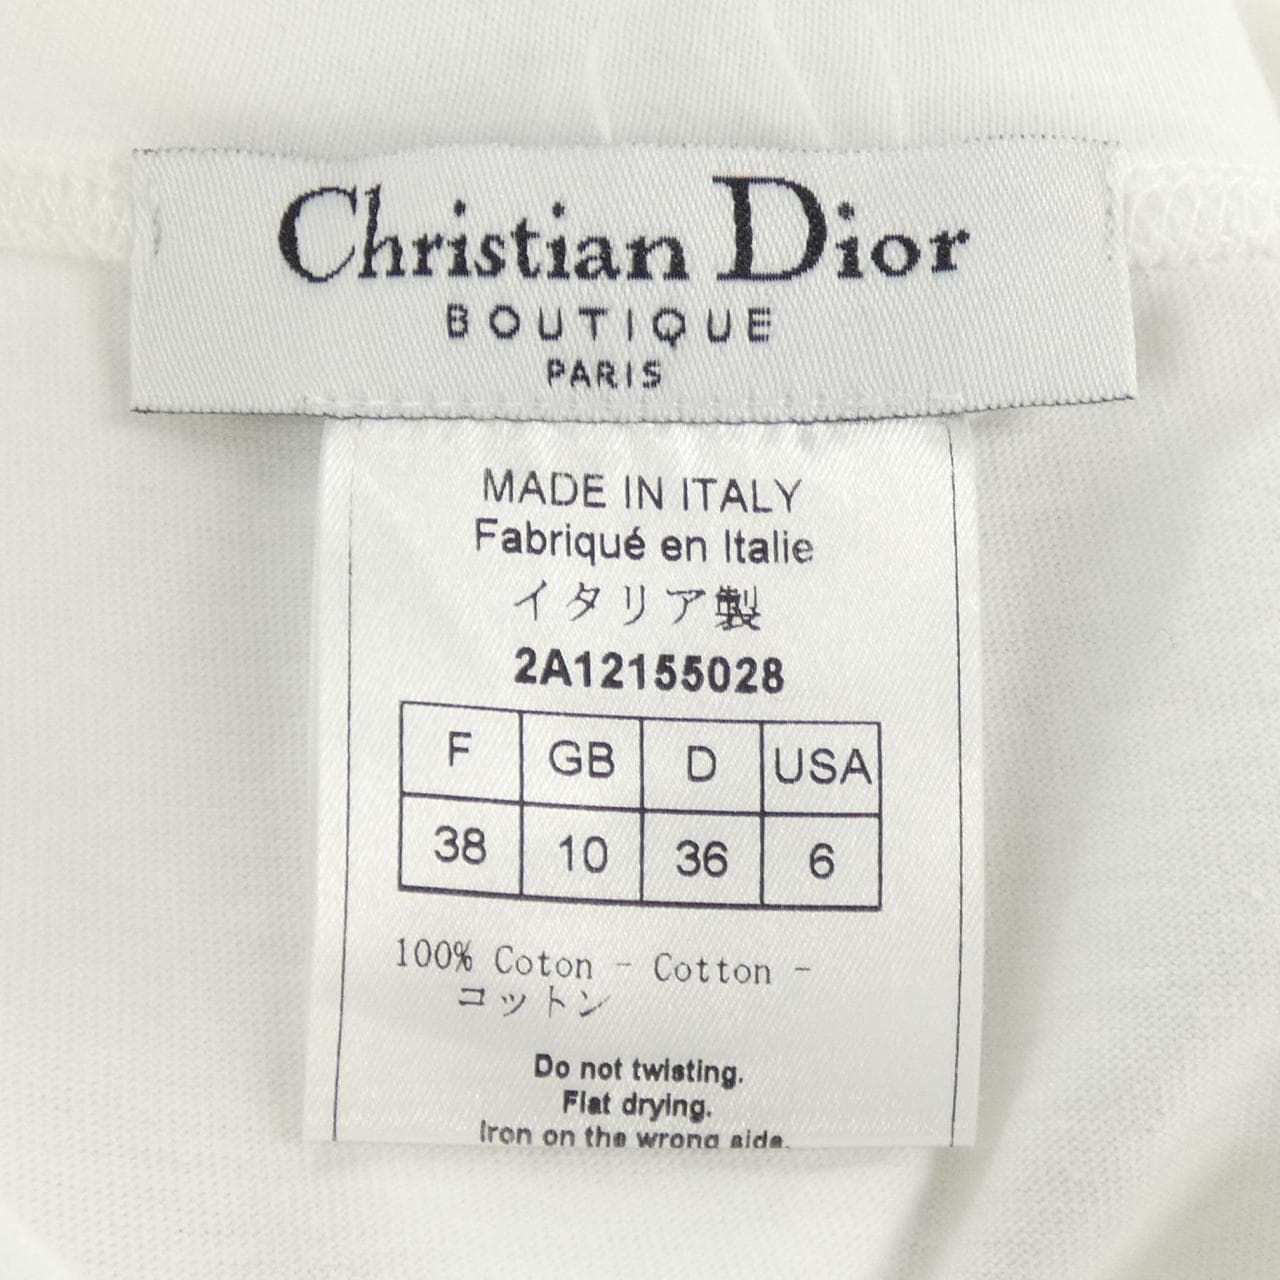 Christian Dior
BOUTIQUE
PARIS
MADE IN ITALY
Fabriqué en Italie
イタリア製
2A12155028
F GB D USA
38 10 36 6
100% Coton - Cotton -
コットン
Do not twisting.
Flat drying.
Iron on the wrong side.